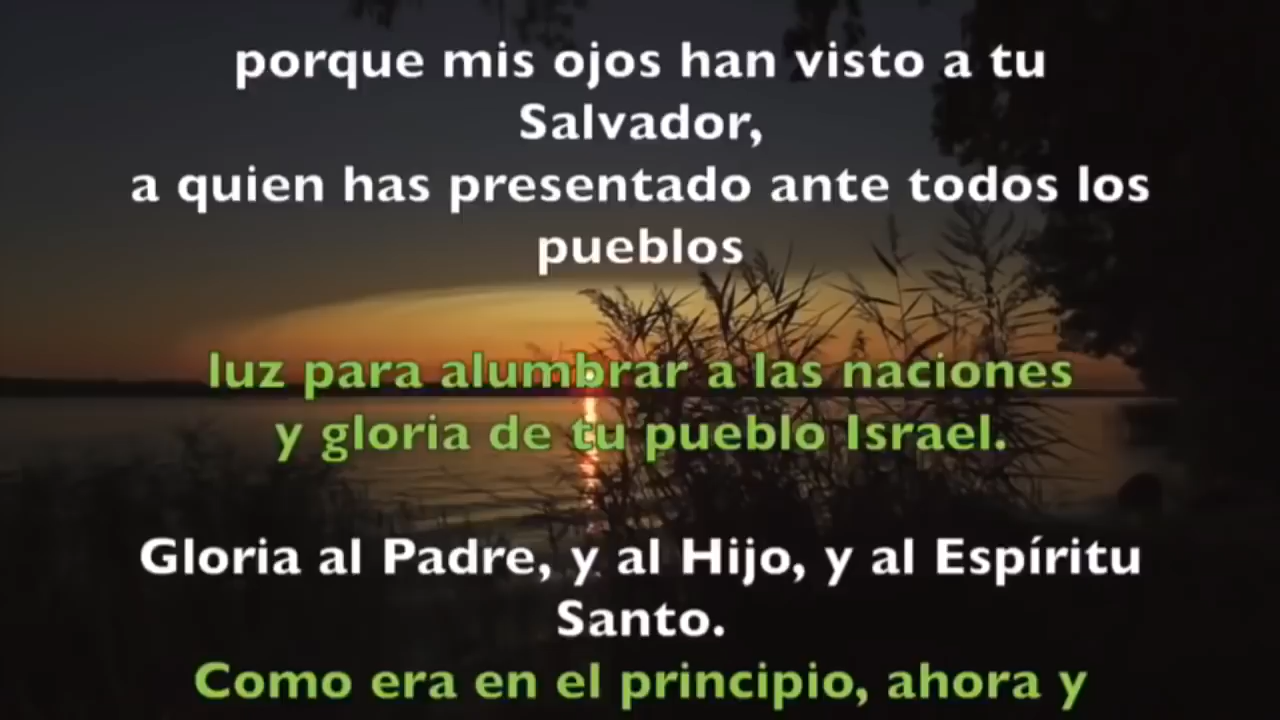 porque mis ojos han visto a tu
Salvador,
a quien has presentado ante todos los
pueblos
luz para alumbrar a las naciones
y gloria de tu pueblo Israel.
Gloria al Padre, y al Hijo, y al Espíritu
Santo.
Como era en el principio, ahora y